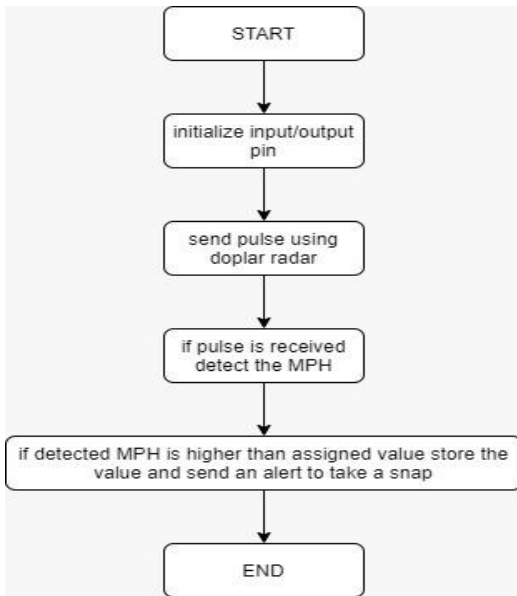 START
initialize input/output
pin
send pulse using
doplar radar
if pulse is received
detect the MPH
if detected MPH is higher than assigned value store the
value and send an alert to take a snap
END